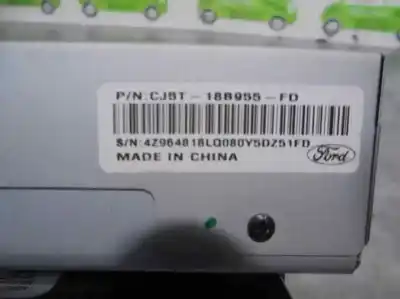 P/N:CJ5T-18B955-FD
S/N:4Z964818LQ080Y5DZ51FD
MADE IN CHINA
Ford